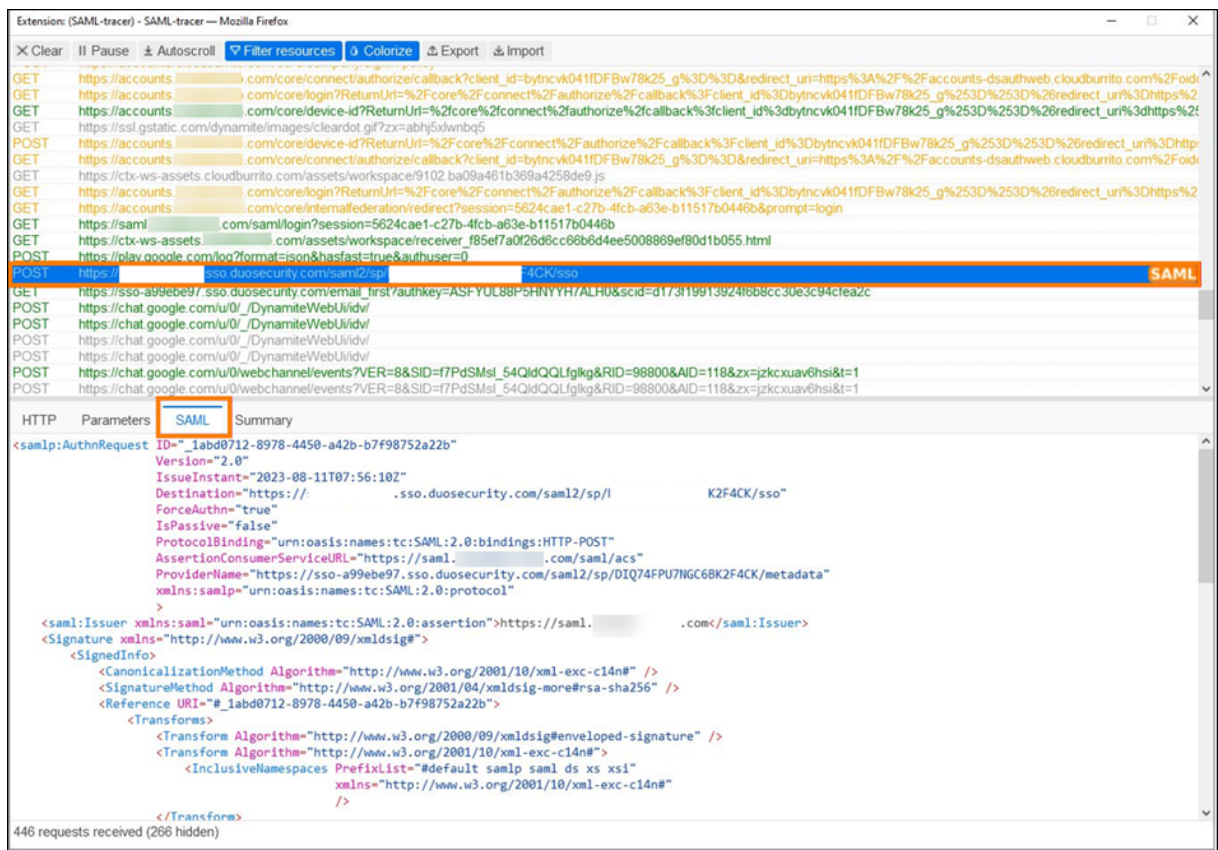 Extension: (SAML-tracer) - SAML-tracer — Mozilla Firefox
Clear Pause Autoscroll Filter resources Colorize Export Import
GET https://accounts. .com/core/connect/authorize/callback?client_id=bytncvk041fDFBw78k25_g%3D%3D&redirect_uri=https%3A%2F%2Faccounts-dsauthweb.cloudburrito.com%2Foidc
GET https://accounts. .com/core/login?ReturnUrl=%2Fcore%2Fconnect%2Fauthorize%2Fcallback%3Fclient_id%3Dbytncvk041fDFBw78k25_g%253D%253D%26redirect_uri%3Dhttps%2
GET https://accounts. .com/core/device-id?ReturnUrl=%2fcore%2fconnect%2fauthorize%2fcallback%3fclient_id%3dbytncvk041fDFBw78k25_g%253D%253D%26redirect_uri%3dhttps%25
GET https://ssl.gstatic.com/dynamite/images/cleardot.gif?zx=abhj5xlwnbq5
POST https://accounts. .com/core/device-id?ReturnUrl=%2Fcore%2Fconnect%2Fauthorize%2Fcallback%3Fclient_id%3Dbytncvk041fDFBw78k25_g%253D%253D%26redirect_uri%3Dhttp
GET https://accounts. .com/core/connect/authorize/callback?client_id=bytncvk041fDFBw78k25_g%3D%3D&redirect_uri=https%3A%2F%2Faccounts-dsauthweb.cloudburrito.com%2Foidc
GET https://ctx-ws-assets.cloudburrito.com/assets/workspace/9102.ba09a461b369a4258de9.js
GET https://accounts. .com/core/login?ReturnUrl=%2Fcore%2Fconnect%2Fauthorize%2Fcallback%3Fclient_id%3Dbytncvk041fDFBw78k25_g%253D%253D%26redirect_uri%3Dhttps%2
GET https://accounts. .com/core/internalfederation/redirect?session=5624cae1-c27b-4fcb-a63e-b11517b0446b&prompt=login
GET https://saml .com/saml/login?session=5624cae1-c27b-4fcb-a63e-b11517b0446b
GET https://ctx-ws-assets. .com/assets/workspace/receiver_f85ef7a0f26d6cc66b6d4ee5008869ef80d1b055.html
POST https://play.google.com/log?format=json&hasfast=true&authuser=0
POST https:// sso.duosecurity.com/saml2/sp/ F4CK/sso SAML
GET https://sso-a99ebe97.sso.duosecurity.com/email_first?authkey=ASFYUL88P5HNYYH7ALH0&scid=d173f19913924f6b8cc30e3c94cfea2c
POST https://chat.google.com/u/0/_/DynamiteWebUi/idv/
POST https://chat.google.com/u/0/_/DynamiteWebUi/idv/
POST https://chat.google.com/u/0/_/DynamiteWebUi/idv/
POST https://chat.google.com/u/0/_/DynamiteWebUi/idv/
POST https://chat.google.com/u/0/webchannel/events?VER=8&SID=f7PdSMsI_54QldQQLfglkg&RID=98800&AID=118&zx=jzkcxuav6hsi&t=1
POST https://chat.google.com/u/0/webchannel/events?VER=8&SID=f7PdSMsI_54QldQQLfglkg&RID=98800&AID=118&zx=jzkcxuav6hsi&t=1
HTTP Parameters SAML Summary
<samlp:AuthnRequest ID="_1abd0712-8978-4450-a42b-b7f98752a22b"
Version="2.0"
IssueInstant="2023-08-11T07:56:10Z"
Destination="https:// .sso.duosecurity.com/saml2/sp/ K2F4CK/sso"
ForceAuthn="true"
IsPassive="false"
ProtocolBinding="urn:oasis:names:tc:SAML:2.0:bindings:HTTP-POST"
AssertionConsumerServiceURL="https://saml. .com/saml/acs"
ProviderName="https://sso-a99ebe97.sso.duosecurity.com/saml2/sp/DIQ74FPU7NGC6BK2F4CK/metadata"
xmlns:samlp="urn:oasis:names:tc:SAML:2.0:protocol"
>
<saml:Issuer xmlns:saml="urn:oasis:names:tc:SAML:2.0:assertion">https://saml. .com</saml:Issuer>
<Signature xmlns="http://www.w3.org/2000/09/xmldsig#">
<SignedInfo>
<CanonicalizationMethod Algorithm="http://www.w3.org/2001/10/xml-exc-c14n#" />
<SignatureMethod Algorithm="http://www.w3.org/2001/04/xmldsig-more#rsa-sha256" />
<Reference URI="#_1abd0712-8978-4450-a42b-b7f98752a22b">
<Transforms>
<Transform Algorithm="http://www.w3.org/2000/09/xmldsig#enveloped-signature" />
<Transform Algorithm="http://www.w3.org/2001/10/xml-exc-c14n#">
<InclusiveNamespaces PrefixList="#default samlp saml ds xs xsi"
xmlns="http://www.w3.org/2001/10/xml-exc-c14n#"
/>
</Transform>
446 requests received (266 hidden)